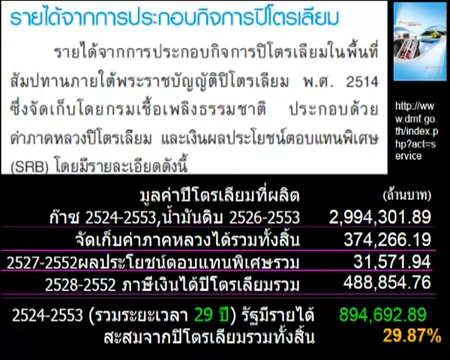 รายได้จากการประกอบกิจการปิโตรเลียม
รายได้จากการประกอบกิจการปิโตรเลียมในพื้นที่
สัมปทานภายใต้พระราชบัญญัติปิโตรเลียม พ.ศ. 2514
ซึ่งจัดเก็บโดยกรมเชื้อเพลิงธรรมชาติ ประกอบด้วย
ค่าภาคหลวงปิโตรเลียม และเงินผลประโยชน์ตอบแทนพิเศษ
(SRB) โดยมีรายละเอียดดังนี้
http://ww
w.dmf.go.
th/index.p
hp?act=s
ervice
มูลค่าปิโตรเลียมที่ผลิต (ล้านบาท)
ก๊าซ 2524-2553,น้ำมันดิบ 2526-2553 2,994,301.89
จัดเก็บค่าภาคหลวงได้รวมทั้งสิ้น 374,266.19
2527-2552ผลประโยชน์ตอบแทนพิเศษรวม 31,571.94
2528-2552 ภาษีเงินได้ปิโตรเลียมรวม 488,854.76
2524-2553 (รวมระยะเวลา 29 ปี) รัฐมีรายได้ 894,692.89
สะสมจากปิโตรเลียมรวมทั้งสิ้น 29.87%